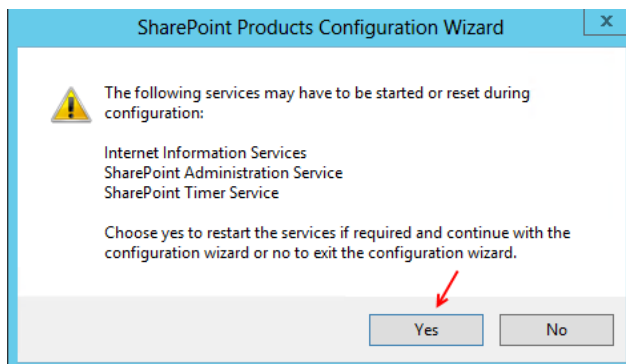 SharePoint Products Configuration Wizard
x
The following services may have to be started or reset during
configuration:
Internet Information Services
SharePoint Administration Service
SharePoint Timer Service
Choose yes to restart the services if required and continue with the
configuration wizard or no to exit the configuration wizard.
Yes
No